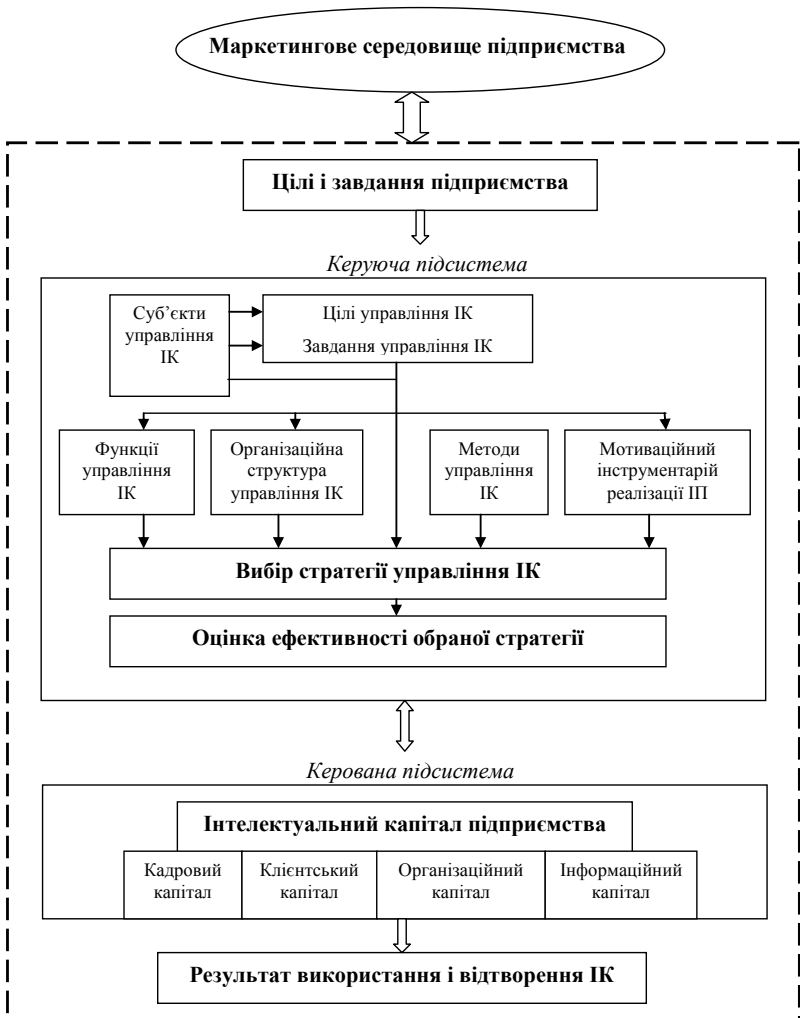 Маркетингове середовище підприємства
Цілі і завдання підприємства
Керуюча підсистема
Суб’єкти
управління
ІК
Цілі управління ІК
Завдання управління ІК
Функції
управління
ІК
Організаційна
структура
управління ІК
Методи
управління
ІК
Мотиваційний
інструментарій
реалізації ІП
Вибір стратегії управління ІК
Оцінка ефективності обраної стратегії
Керована підсистема
Інтелектуальний капітал підприємства
Кадровий
капітал
Клієнтський
капітал
Організаційний
капітал
Інформаційний
капітал
Результат використання і відтворення ІК